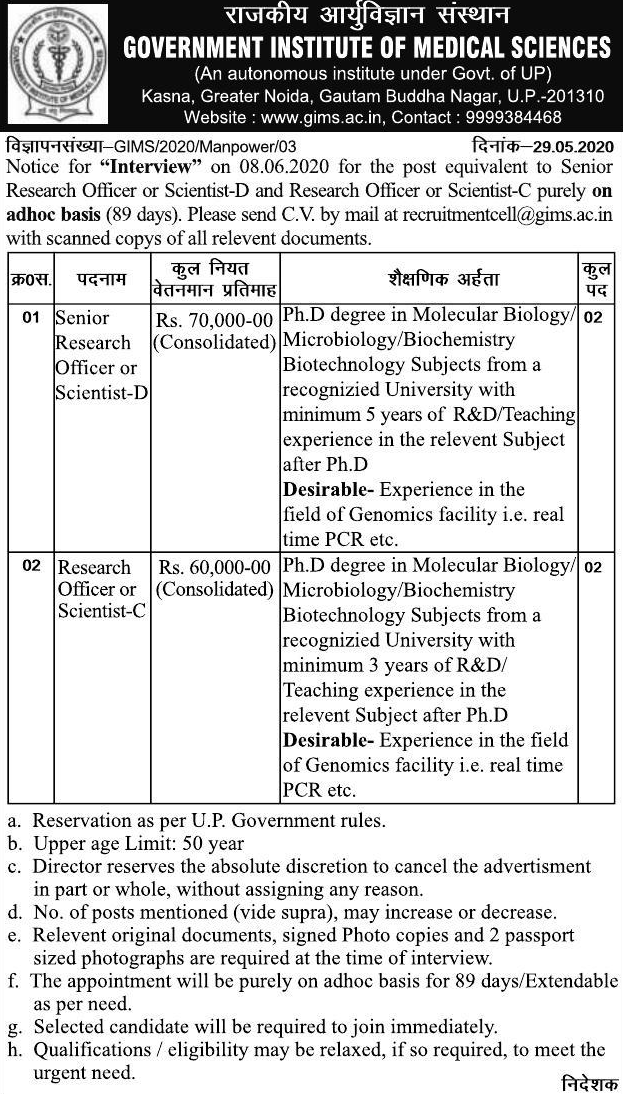 राजकीय आर्युविज्ञान संस्थान
GOVERNMENT INSTITUTE OF MEDICAL SCIENCES
(An autonomous institute under Govt. of UP)
Kasna, Greater Noida, Gautam Buddha Nagar, U.P.-201310
Website : www.gims.ac.in, Contact : 9999384468
विज्ञापनसंख्या–GIMS/2020/Manpower/03 दिनांक-29.05.2020
Notice for “Interview” on 08.06.2020 for the post equivalent to Senior
Research Officer or Scientist-D and Research Officer or Scientist-C purely on
adhoc basis (89 days). Please send C.V. by mail at recruitmentcell@gims.ac.in
with scanned copys of all relevent documents.
क्र0स.
पदनाम
कुल नियत
वेतनमान प्रतिमाह
शैक्षणिक अर्हता
कुल
पद
01
Senior
Research
Officer or
Scientist-D
Rs. 70,000-00
(Consolidated)
Ph.D degree in Molecular Biology/
Microbiology/Biochemistry
Biotechnology Subjects from a
recognizied University with
minimum 5 years of R&D/Teaching
experience in the relevent Subject
after Ph.D
Desirable- Experience in the
field of Genomics facility i.e. real
time PCR etc.
02
02
Research
Officer or
Scientist-C
Rs. 60,000-00
(Consolidated)
Ph.D degree in Molecular Biology/
Microbiology/Biochemistry
Biotechnology Subjects from a
recognizied University with
minimum 3 years of R&D/
Teaching experience in the
relevent Subject after Ph.D
Desirable- Experience in the field
of Genomics facility i.e. real time
PCR etc.
02
a. Reservation as per U.P. Government rules.
b. Upper age Limit: 50 year
c. Director reserves the absolute discretion to cancel the advertisment
in part or whole, without assigning any reason.
d. No. of posts mentioned (vide supra), may increase or decrease.
e. Relevent original documents, signed Photo copies and 2 passport
sized photographs are required at the time of interview.
f. The appointment will be purely on adhoc basis for 89 days/Extendable
as per need.
g. Selected candidate will be required to join immediately.
h. Qualifications / eligibility may be relaxed, if so required, to meet the
urgent need.
निदेशक